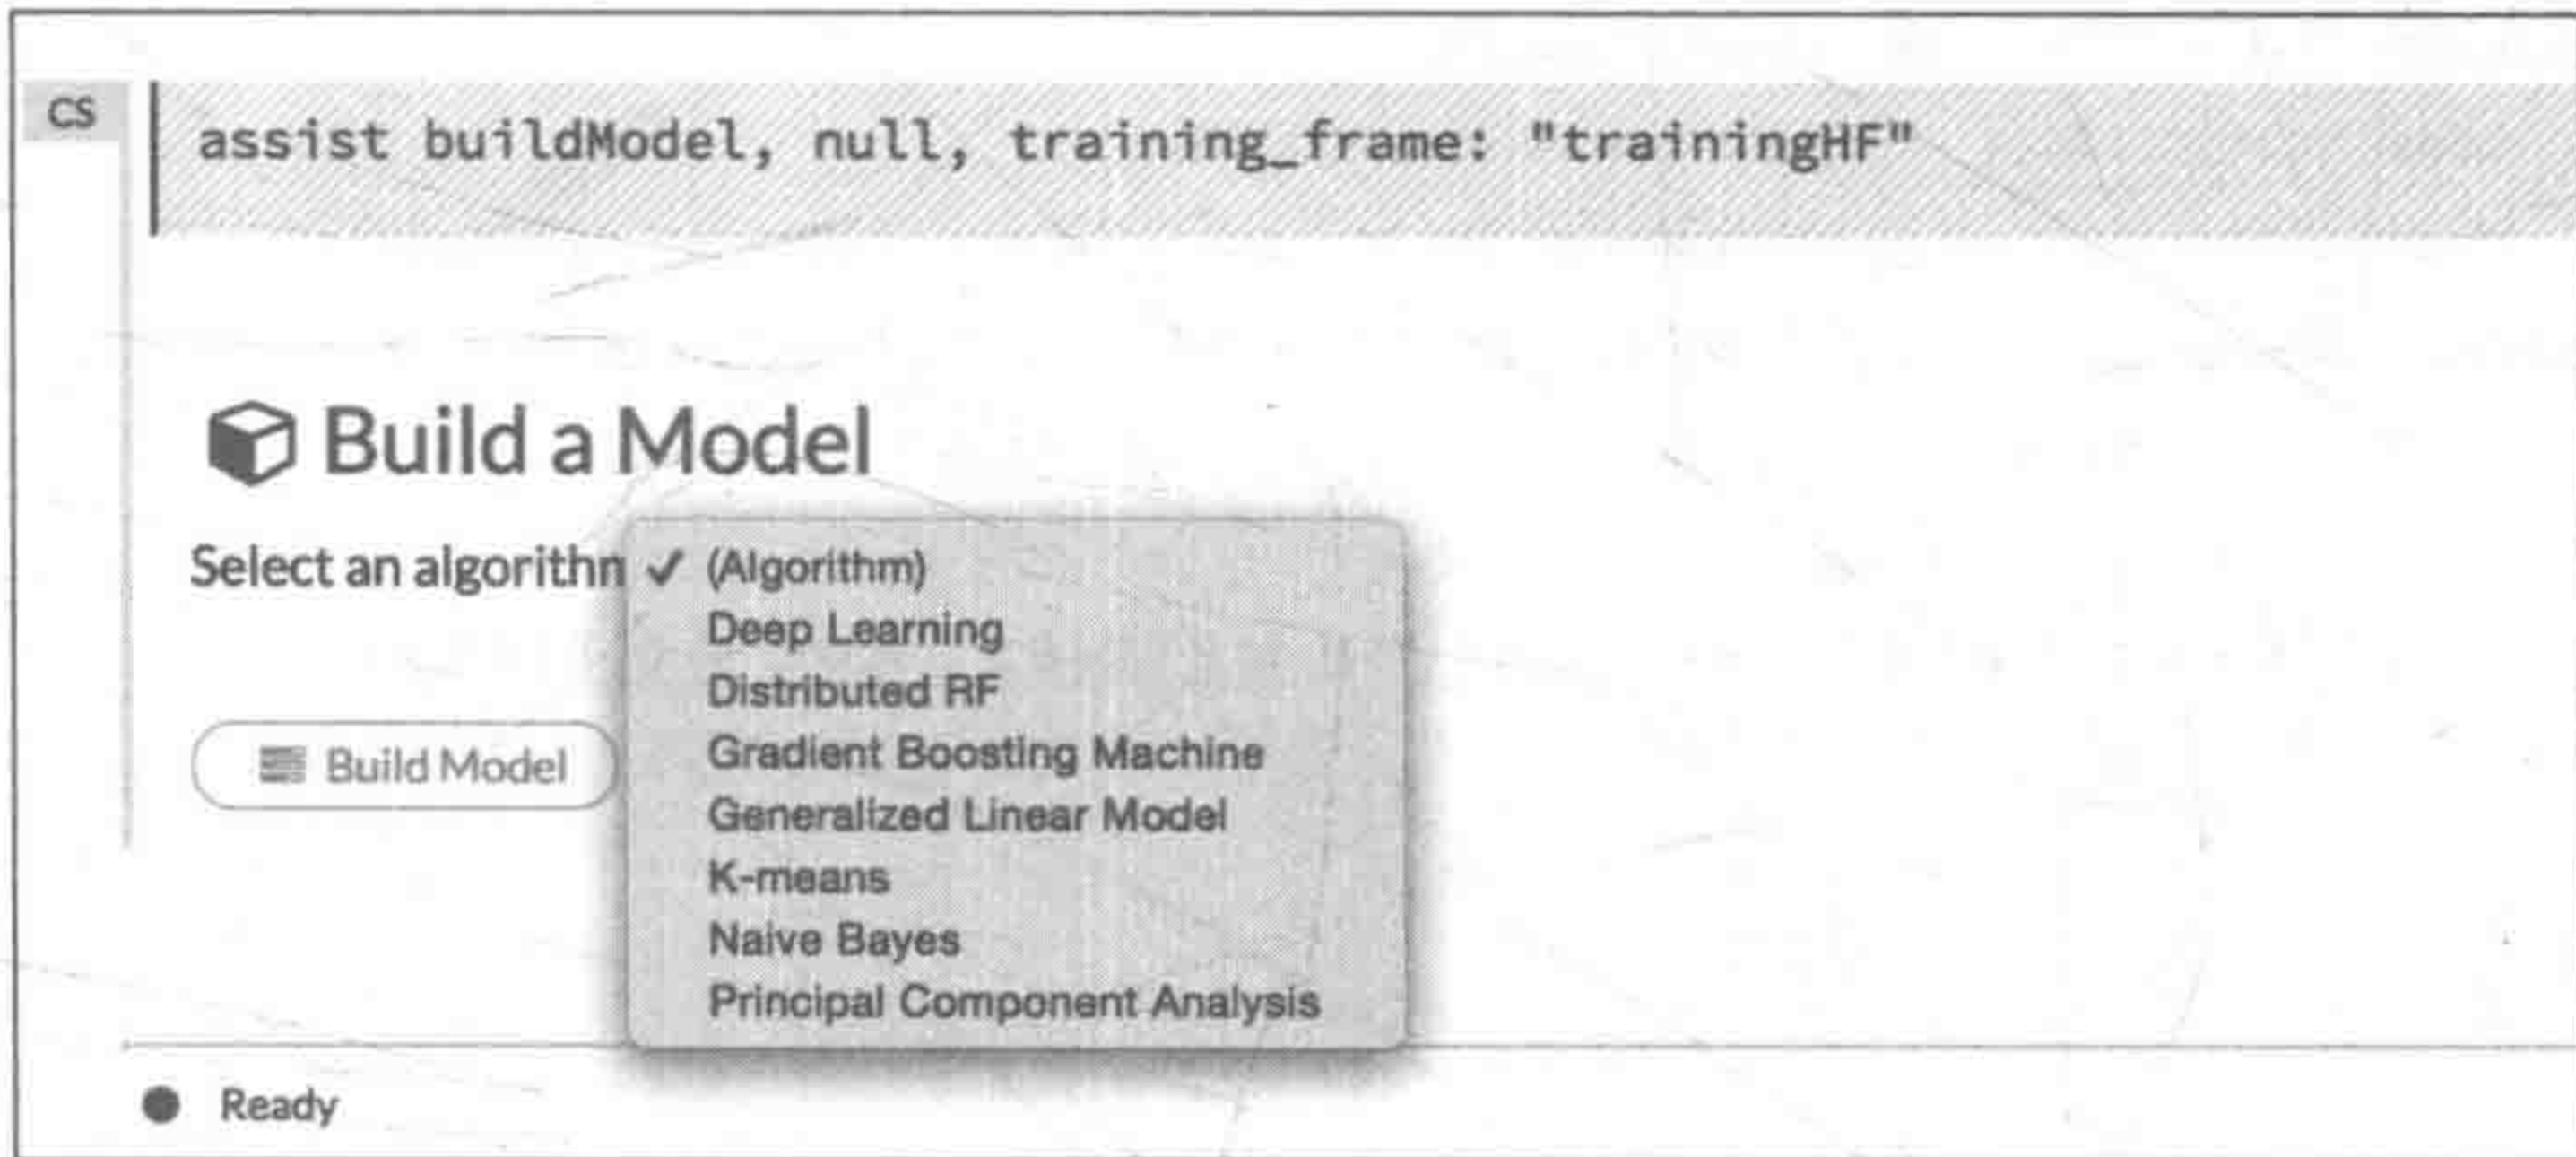 CS
assist buildModel, null, training_frame: "trainingHF"
Build a Model
Select an algorithn ✓ (Algorithm)
Deep Learning
Distributed RF
Gradient Boosting Machine
Generalized Linear Model
K-means
Naive Bayes
Principal Component Analysis
Build Model
Ready